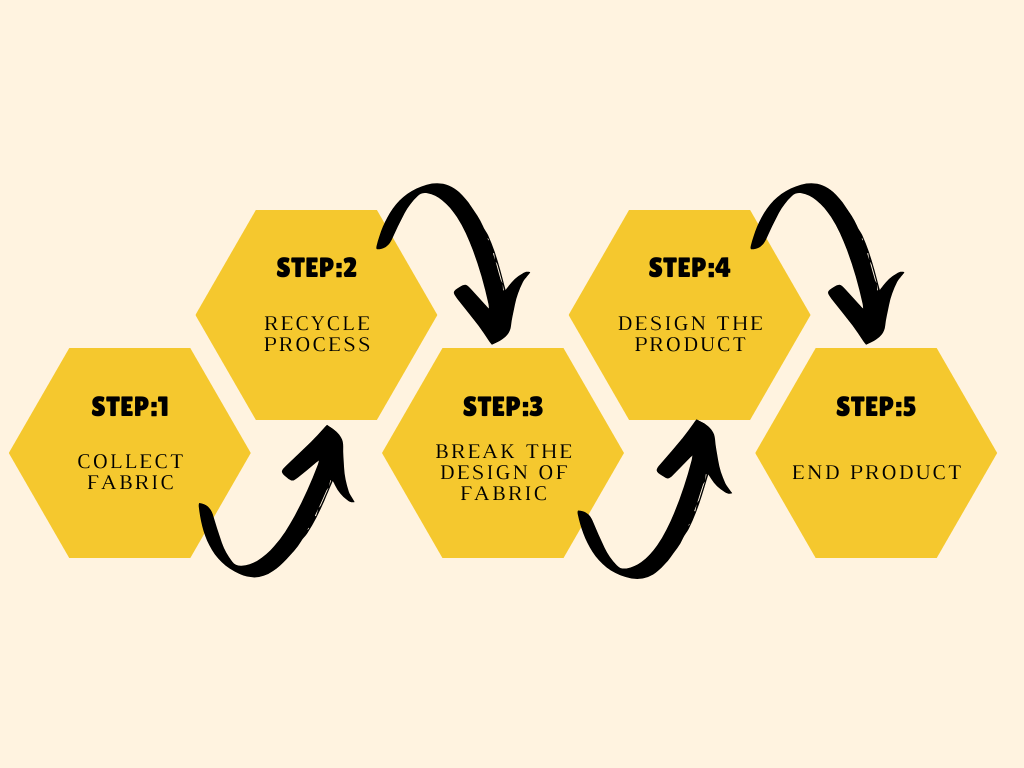 STEP:1
COLLECT
FABRIC
STEP:2
RECYCLE
PROCESS
STEP:3
BREAK THE
DESIGN OF
FABRIC
STEP:4
DESIGN THE
PRODUCT
STEP:5
END PRODUCT